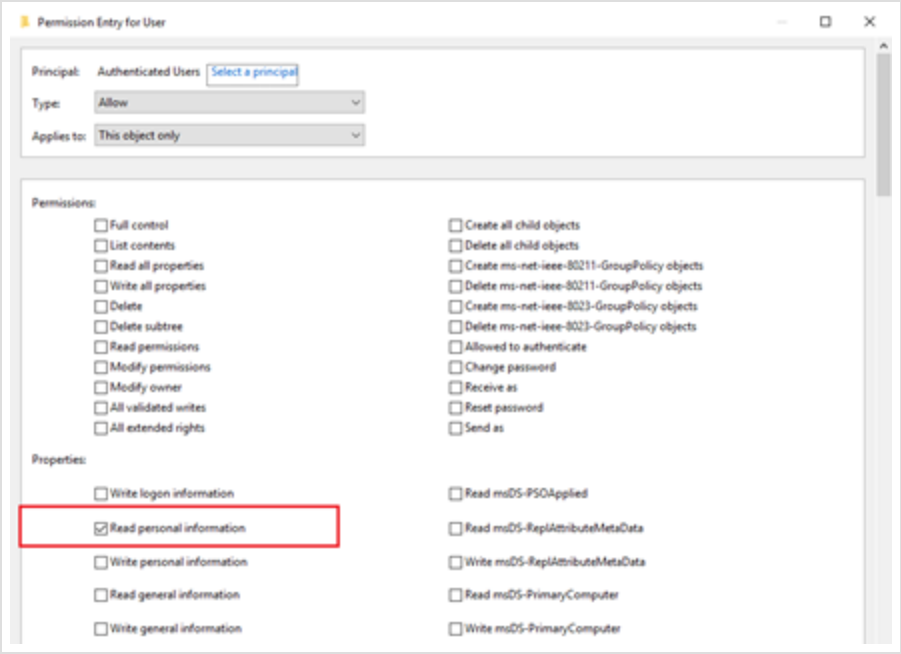 Permission Entry for User
Principal: Authenticated Users Select a principal
Type: Allow
Applies to: This object only
Permissions:
Full control Create all child objects
List contents Delete all child objects
Read all properties Create ms-net-ieee-80211-GroupPolicy objects
Write all properties Delete ms-net-ieee-80211-GroupPolicy objects
Delete Create ms-net-ieee-8023-GroupPolicy objects
Delete subtree Delete ms-net-ieee-8023-GroupPolicy objects
Read permissions Allowed to authenticate
Modify permissions Change password
Modify owner Receive as
All validated writes Reset password
All extended rights Send as
Properties:
Write logon information Read msDS-PSOApplied
Read personal information Read msDS-ReplAttributeMetaData
Write personal information Write msDS-ReplAttributeMetaData
Read general information Read msDS-PrimaryComputer
Write general information Write msDS-PrimaryComputer